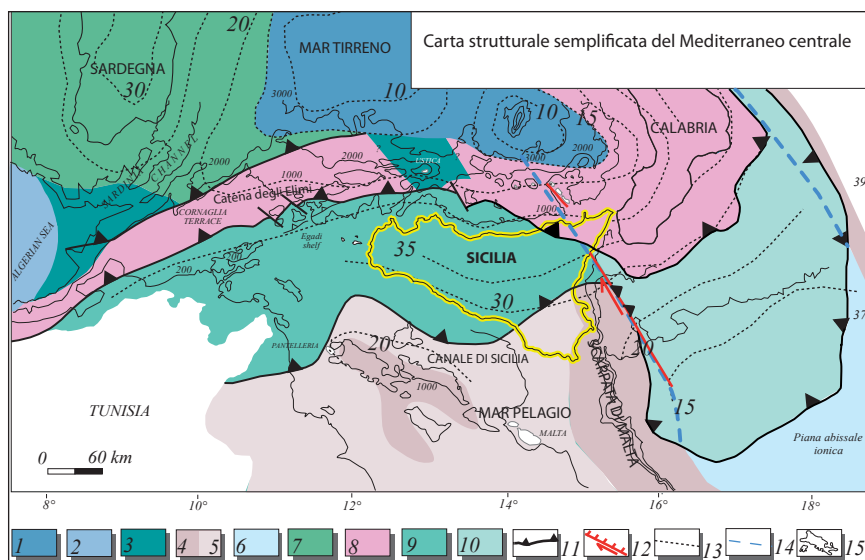 Carta strutturale semplificata del Mediterraneo centrale
20
MAR TIRRENO
SARDEGNA
30
10
10
15
3000
CALABRIA
3000
2000
2000
2000
USTICA
SARDINIA CHANNEL
1000
Catena degli Elimi
39
CORNAGLIA
TERRACE
1000
ALGERIAN SEA
Egadi
shelf
200
200
35
SICILIA
30
37
PANTELLERIA
20
CANALE DI SICILIA
20
1000
SCARPATA DI MALTA
15
TUNISIA
MAR PELAGIO
MALTA
Piana abissale
ionica
0 60 km
8° 10° 12° 14° 16° 18°
1 2 3 4 5 6 7 8 9 10 11 12 13 14 15